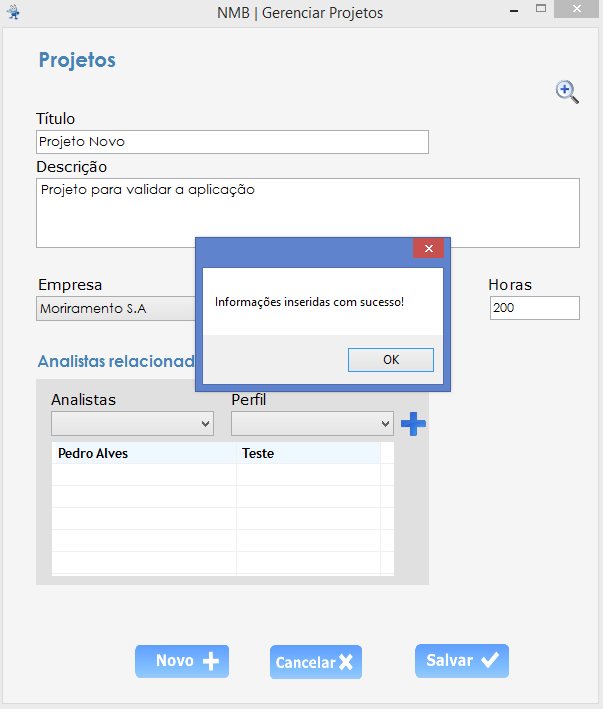 NMB | Gerenciar Projetos
Projetos
Título
Projeto Novo
Descrição
Projeto para validar a aplicação
Empresa
Horas
Moriramento S.A
200
Informações inseridas com sucesso!
OK
Analistas relacionad
Analistas
Perfil
Pedro Alves
Teste
Novo
Cancelar
Salvar